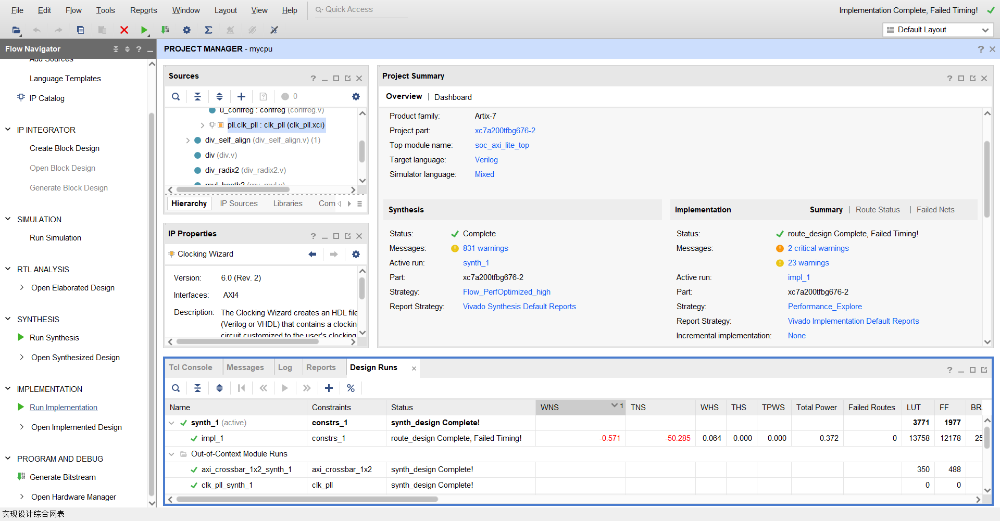 File Edit Flow Tools Reports Window Layout View Help Quick Access Implementation Complete, Failed Timing!
Default Layout
Flow Navigator
PROJECT MANAGER - mycpu
Add Sources
Language Templates
IP Catalog
IP INTEGRATOR
Create Block Design
Open Block Design
Generate Block Design
SIMULATION
Run Simulation
RTL ANALYSIS
Open Elaborated Design
SYNTHESIS
Run Synthesis
Open Synthesized Design
IMPLEMENTATION
Run Implementation
Open Implemented Design
PROGRAM AND DEBUG
Generate Bitstream
Open Hardware Manager
Sources
0
u_confreg : confreg (confreg.v)
pll.clk_pll : clk_pll (clk_pll.xci)
div_self_align (div_self_align.v) (1)
div (div.v)
div_radix2 (div_radix2.v)
Hierarchy IP Sources Libraries Com
IP Properties
Clocking Wizard
Version: 6.0 (Rev. 2)
Interfaces: AXI4
Description: The Clocking Wizard creates an HDL file
(Verilog or VHDL) that contains a clocking
circuit customized to the user's clocking
Project Summary
Overview | Dashboard
Product family: Artix-7
Project part: xc7a200tfbg676-2
Top module name: soc_axi_lite_top
Target language: Verilog
Simulator language: Mixed
Synthesis
Status: Complete
Messages: 831 warnings
Active run: synth_1
Part: xc7a200tfbg676-2
Strategy: Flow_PerfOptimized_high
Report Strategy: Vivado Synthesis Default Reports
Implementation Summary | Route Status | Failed Nets
Status: route_design Complete, Failed Timing!
Messages: 2 critical warnings
23 warnings
Active run: impl_1
Part: xc7a200tfbg676-2
Strategy: Performance_Explore
Report Strategy: Vivado Implementation Default Reports
Incremental implementation: None
Tcl Console Messages Log Reports Design Runs
Name Constraints Status WNS 1 TNS WHS THS TPWS Total Power Failed Routes LUT FF BRA
synth_1 (active) constrs_1 synth_design Complete! 3771 1977
impl_1 constrs_1 route_design Complete, Failed Timing! -0.571 -50.285 0.064 0.000 0.000 0.372 0 13758 12178 25
Out-of-Context Module Runs
axi_crossbar_1x2_synth_1 axi_crossbar_1x2 synth_design Complete! 350 488
clk_pll_synth_1 clk_pll synth_design Complete! 0 0
实现设计综合网表